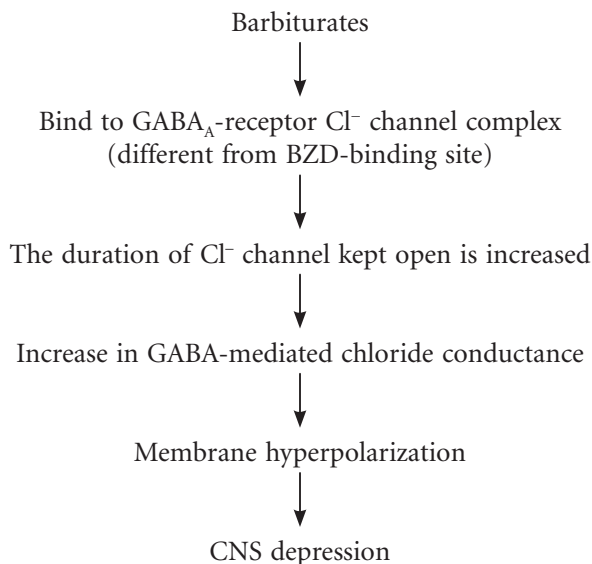 Barbiturates
Bind to GABA_A-receptor Cl⁻ channel complex
(different from BZD-binding site)
The duration of Cl⁻ channel kept open is increased
Increase in GABA-mediated chloride conductance
Membrane hyperpolarization
CNS depression